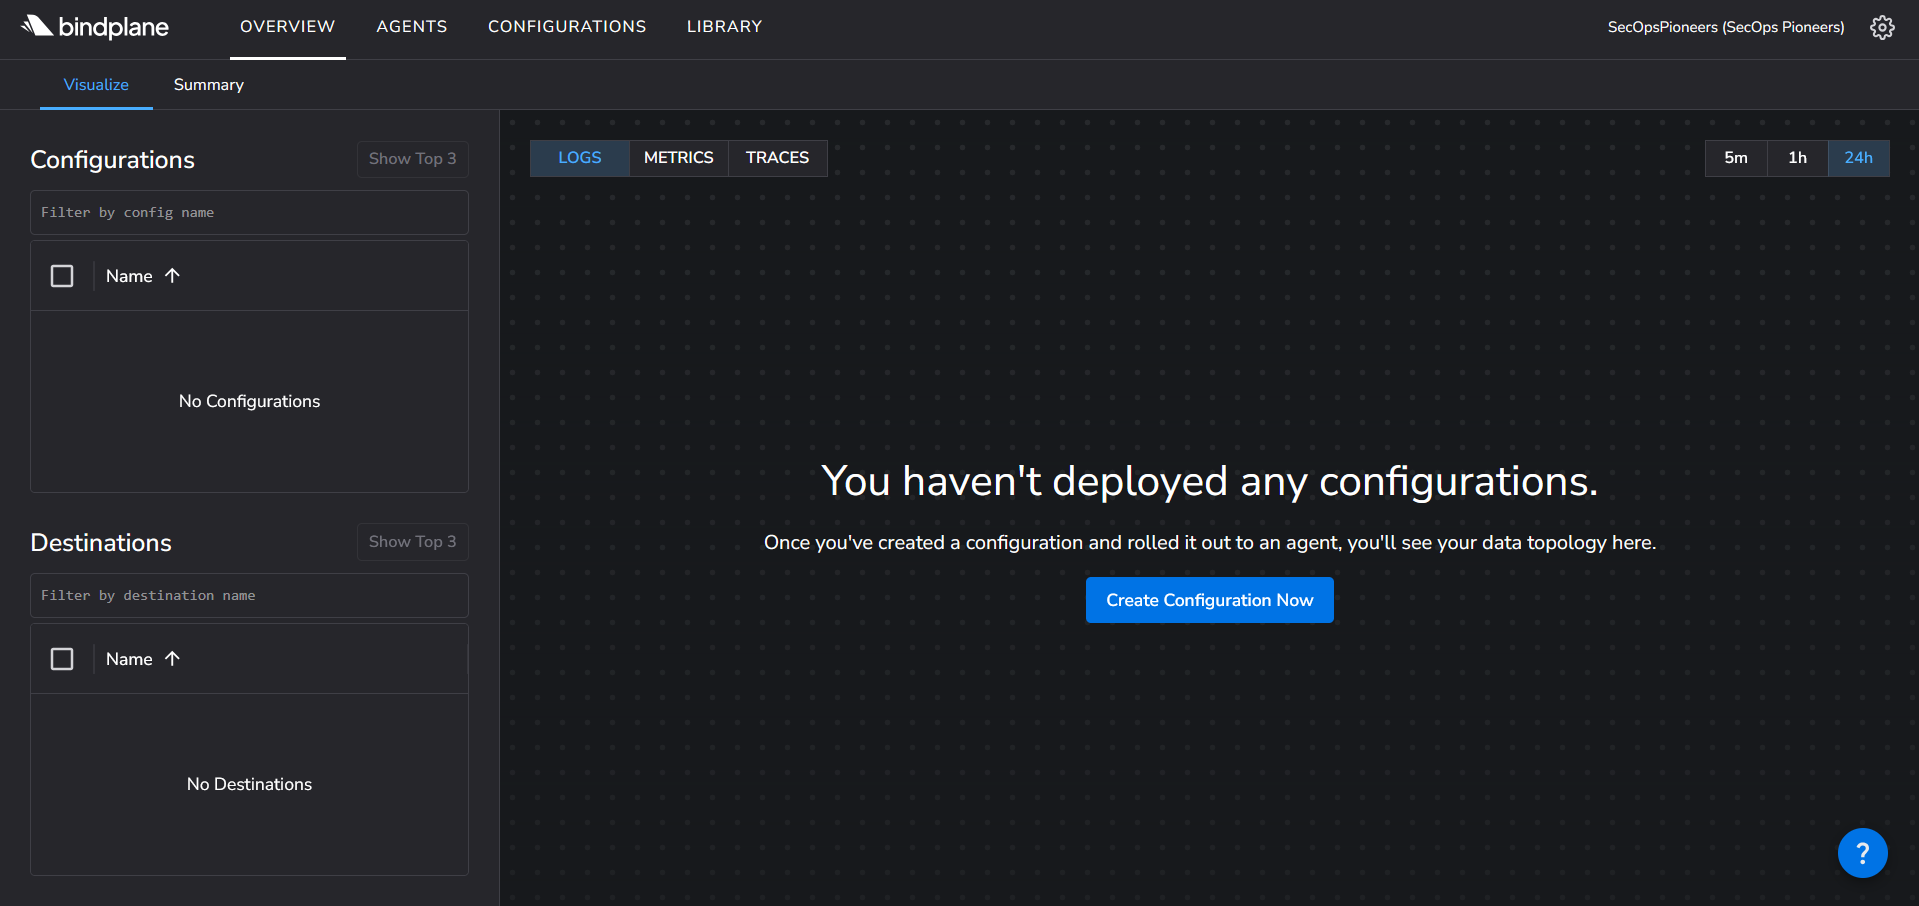 bindplane
OVERVIEW
AGENTS
CONFIGURATIONS
LIBRARY
SecOpsPioneers (SecOps Pioneers)
Visualize
Summary
Configurations
Show Top 3
Filter by config name
Name
No Configurations
Destinations
Show Top 3
Filter by destination name
Name
No Destinations
LOGS
METRICS
TRACES
5m
1h
24h
You haven't deployed any configurations.
Once you've created a configuration and rolled it out to an agent, you'll see your data topology here.
Create Configuration Now
?